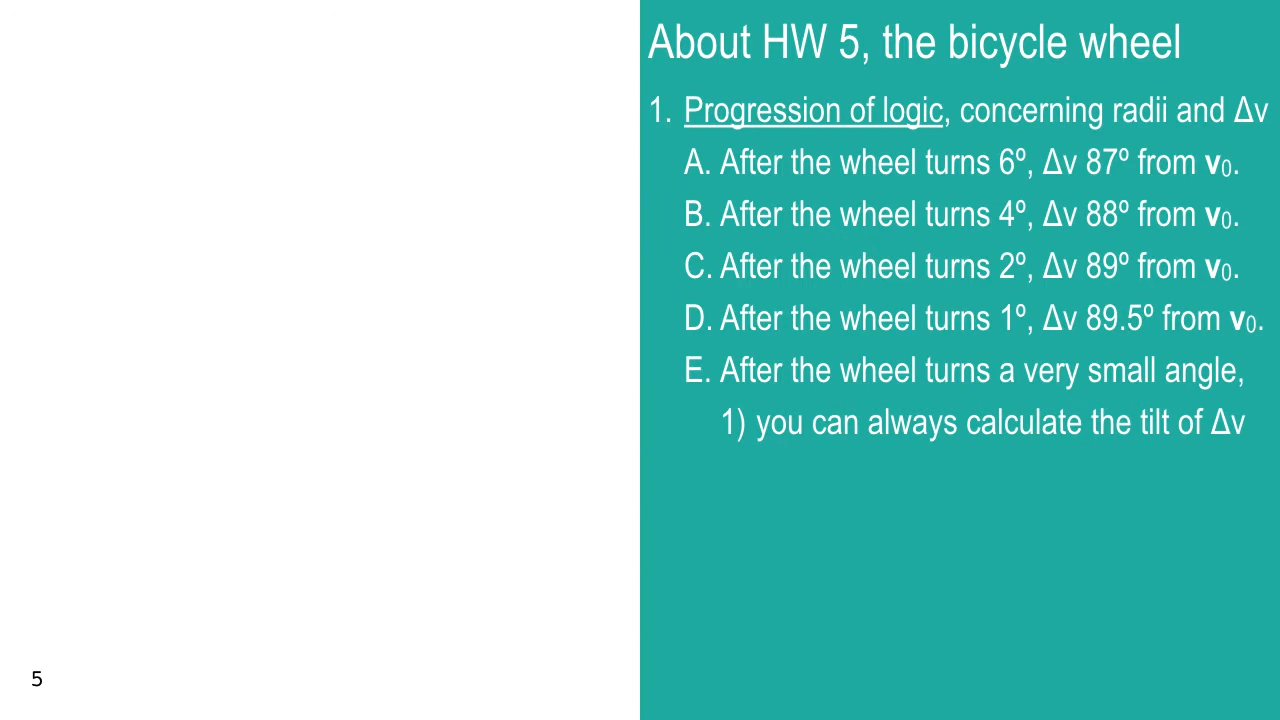 About HW 5, the bicycle wheel
1. Progression of logic, concerning radii and Δv
A. After the wheel turns 6º, Δv 87º from v₀.
B. After the wheel turns 4º, Δv 88º from v₀.
C. After the wheel turns 2º, Δv 89º from v₀.
D. After the wheel turns 1º, Δv 89.5º from v₀.
E. After the wheel turns a very small angle,
1) you can always calculate the tilt of Δv
5